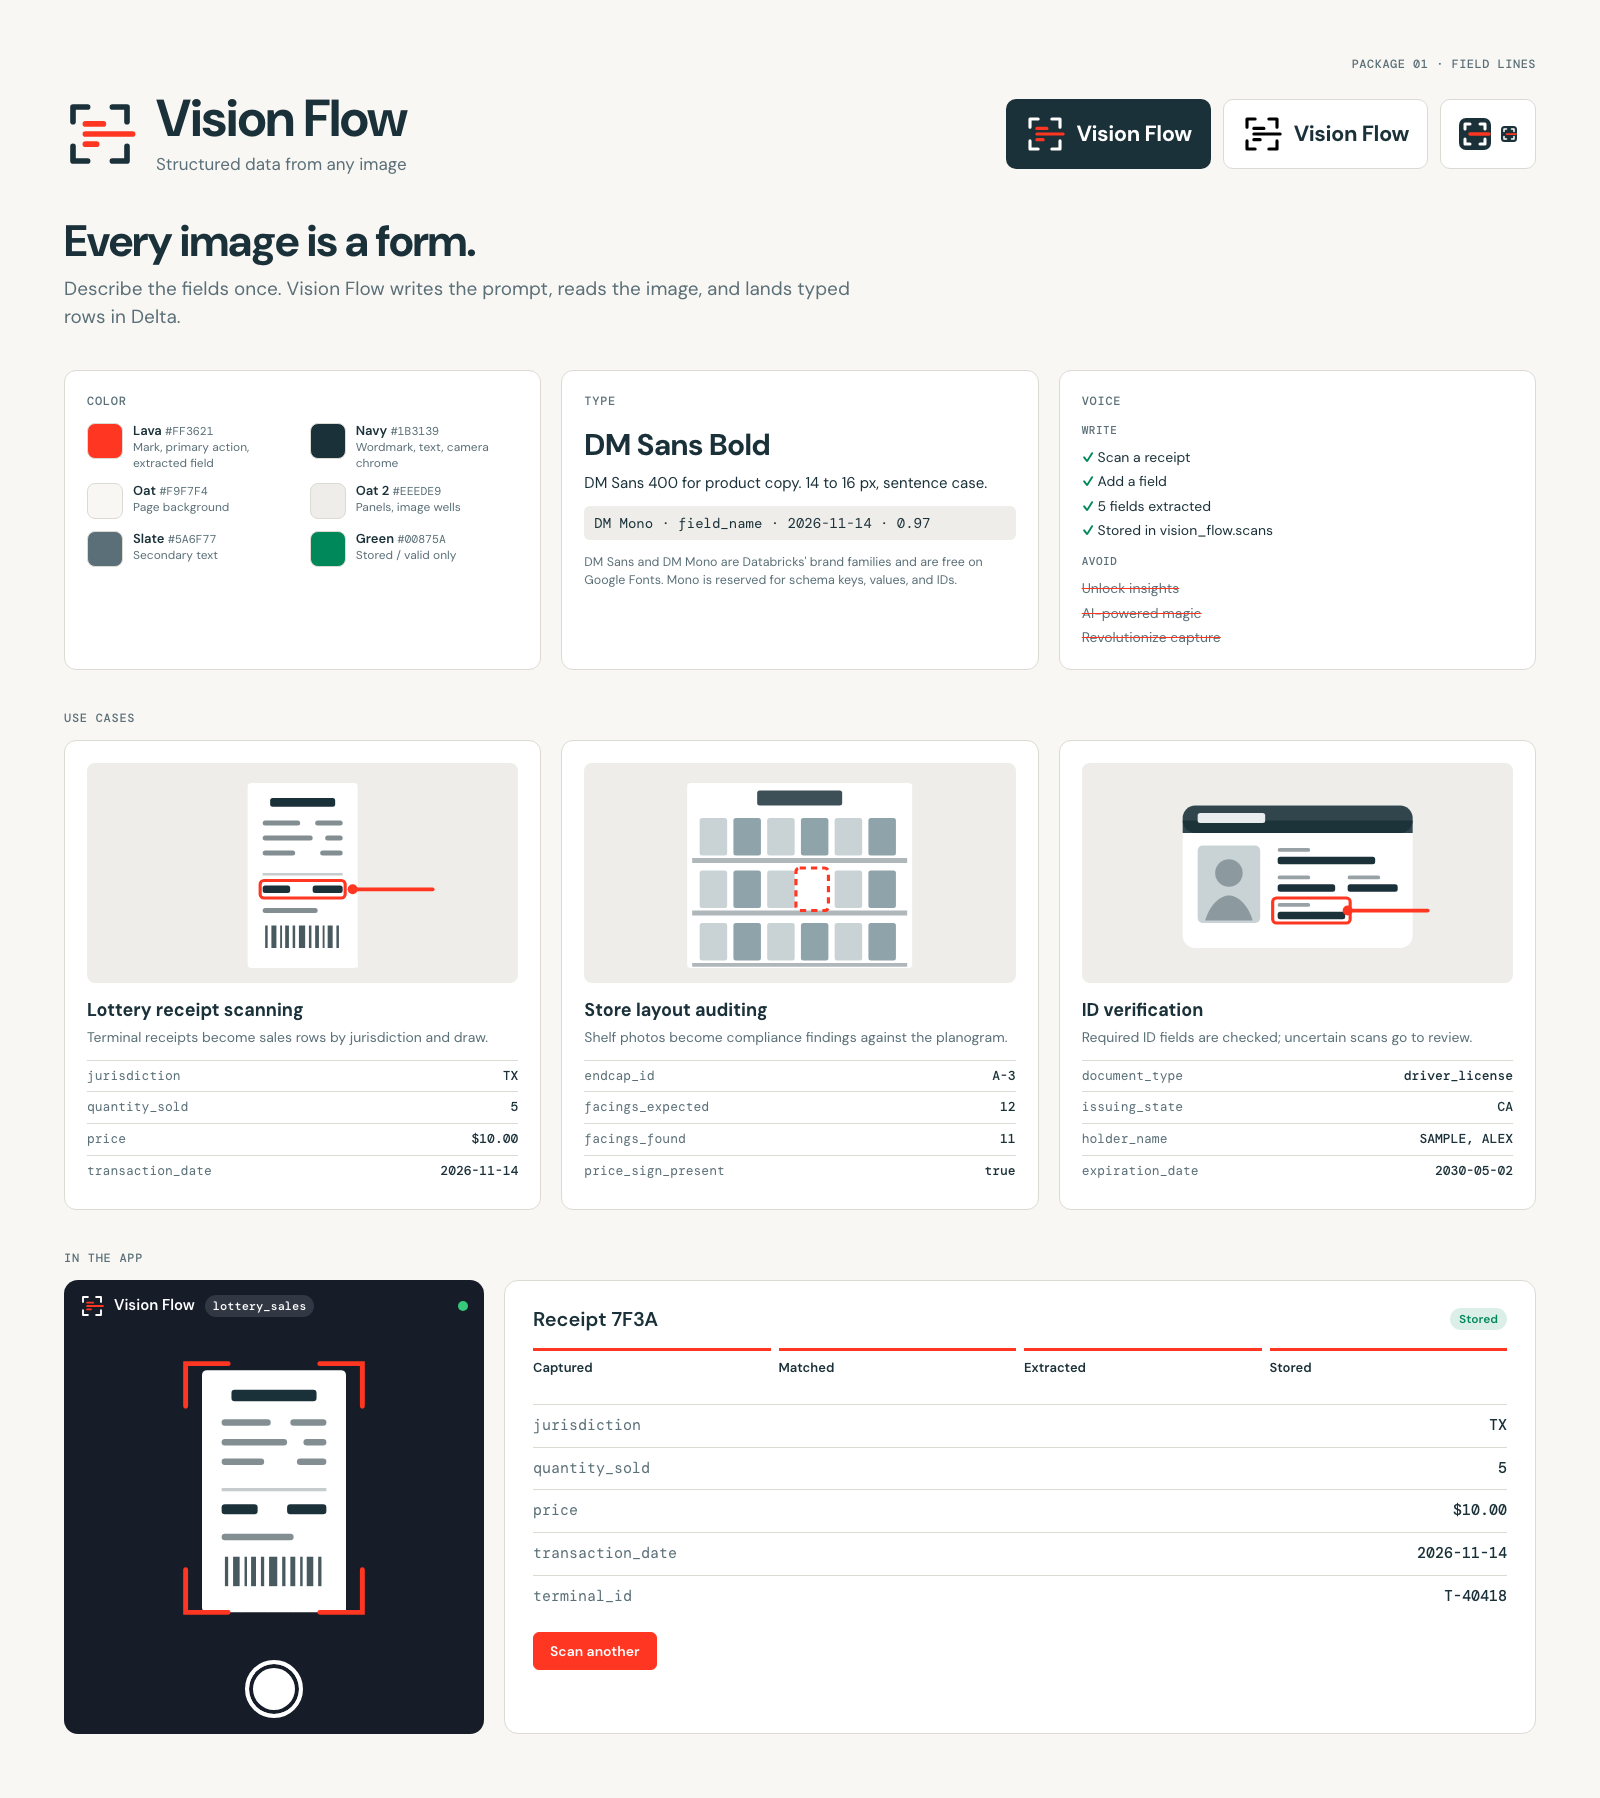 PACKAGE 01 · FIELD LINES
Vision Flow
Structured data from any image
Vision Flow
Vision Flow
Every image is a form.
Describe the fields once. Vision Flow writes the prompt, reads the image, and lands typed
rows in Delta.
COLOR
Lava #FF3621
Mark, primary action,
extracted field
Navy #1B3139
Wordmark, text, camera
chrome
Oat #F9F7F4
Page background
Oat 2 #EEEDE9
Panels, image wells
Slate #5A6F77
Secondary text
Green #00875A
Stored / valid only
TYPE
DM Sans Bold
DM Sans 400 for product copy. 14 to 16 px, sentence case.
DM Mono · field_name · 2026-11-14 · 0.97
DM Sans and DM Mono are Databricks' brand families and are free on
Google Fonts. Mono is reserved for schema keys, values, and IDs.
VOICE
WRITE
✓ Scan a receipt
✓ Add a field
✓ 5 fields extracted
✓ Stored in vision_flow.scans
AVOID
Unlock insights
AI-powered magic
Revolutionize capture
USE CASES
Lottery receipt scanning
Terminal receipts become sales rows by jurisdiction and draw.
jurisdiction TX
quantity_sold 5
price $10.00
transaction_date 2026-11-14
Store layout auditing
Shelf photos become compliance findings against the planogram.
endcap_id A-3
facings_expected 12
facings_found 11
price_sign_present true
ID verification
Required ID fields are checked; uncertain scans go to review.
document_type driver_license
issuing_state CA
holder_name SAMPLE, ALEX
expiration_date 2030-05-02
IN THE APP
Vision Flow lottery_sales
Receipt 7F3A Stored
Captured Matched Extracted Stored
jurisdiction TX
quantity_sold 5
price $10.00
transaction_date 2026-11-14
terminal_id T-40418
Scan another